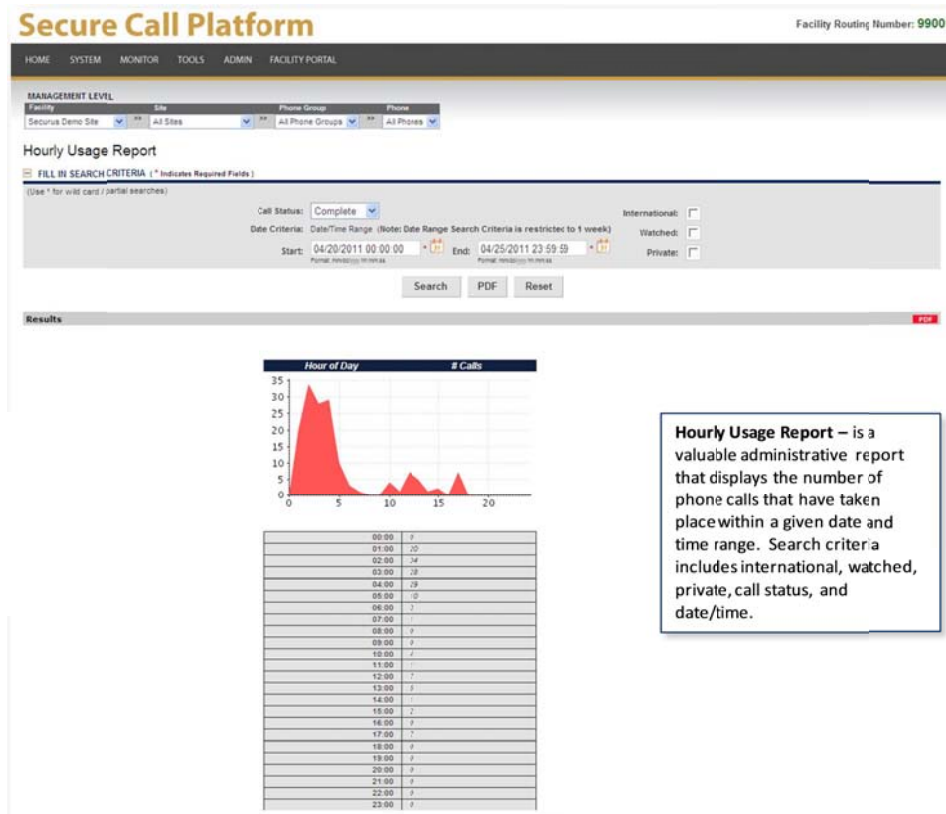 Secure Call Platform
Facility Routing Number: 9900
HOME SYSTEM MONITOR TOOLS ADMIN FACILITY PORTAL
MANAGEMENT LEVEL
Facility Site Phone Group Phone
Securus Demo Site >> All Sites >> All Phone Groups >> All Phones
Hourly Usage Report
FILL IN SEARCH CRITERIA ( * Indicates Required Fields )
(Use * for wild card / partial searches)
Call Status: Complete International:
Date Criteria: Date/Time Range (Note: Date Range Search Criteria is restricted to 1 week) Watched:
Start: 04/20/2011 00:00:00 * End: 04/25/2011 23:59:59 * Private:
Search PDF Reset
Results PDF
Hour of Day # Calls
35
30
25
20
15
10
5
0
0 5 10 15 20
Hourly Usage Report – is a
valuable administrative report
that displays the number of
phone calls that have taken
place within a given date and
time range. Search criteria
includes international, watched,
private, call status, and
date/time.
00:00
01:00 20
02:00 34
03:00 28
04:00 29
05:00 10
06:00
07:00
08:00
09:00
10:00
11:00
12:00
13:00
14:00
15:00
16:00
17:00
18:00
19:00
20:00
21:00
22:00
23:00